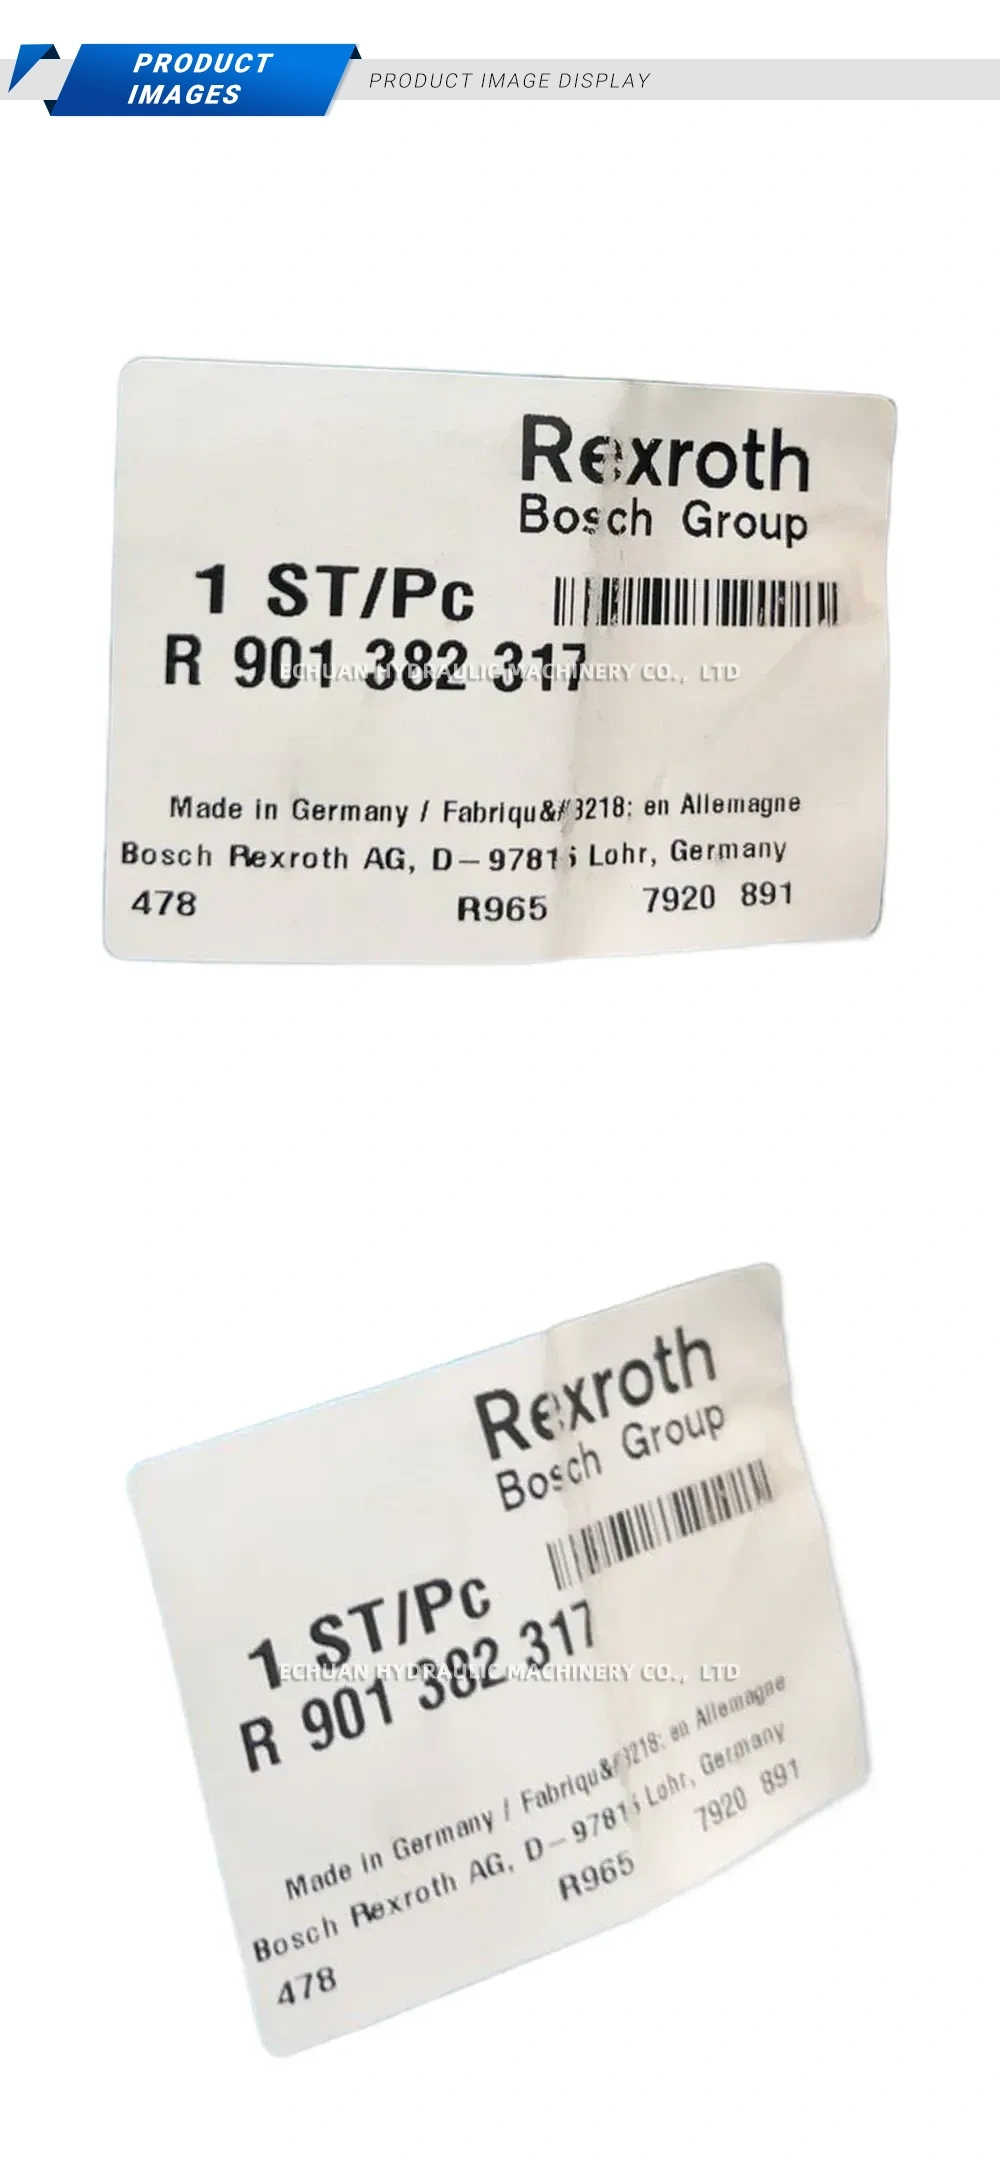 PRODUCT
IMAGES
PRODUCT IMAGE DISPLAY
Rexroth
Bosch Group
1 ST/Pc
R 901 382 317
ECHUAN HYDRAULIC MACHINERY CO., LTD
Made in Germany / Fabriqu&#8218; en Allemagne
Bosch Rexroth AG, D-97816 Lohr, Germany
478 R965 7920 891
Rexroth
Bosch Group
1 ST/Pc
R 901 382 317
ECHUAN HYDRAULIC MACHINERY CO., LTD
Made in Germany / Fabriqu&#8218; en Allemagne
Bosch Rexroth AG, D-97816 Lohr, Germany
478 R965 7920 891